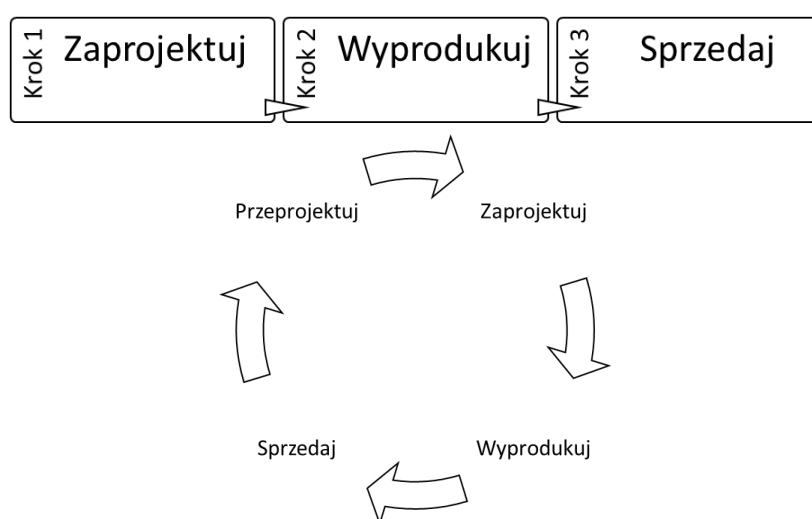 Krok 1
Zaprojektuj
Krok 2
Wyprodukuj
Krok 3
Sprzedaj
Przeprojektuj
Zaprojektuj
Sprzedaj
Wyprodukuj